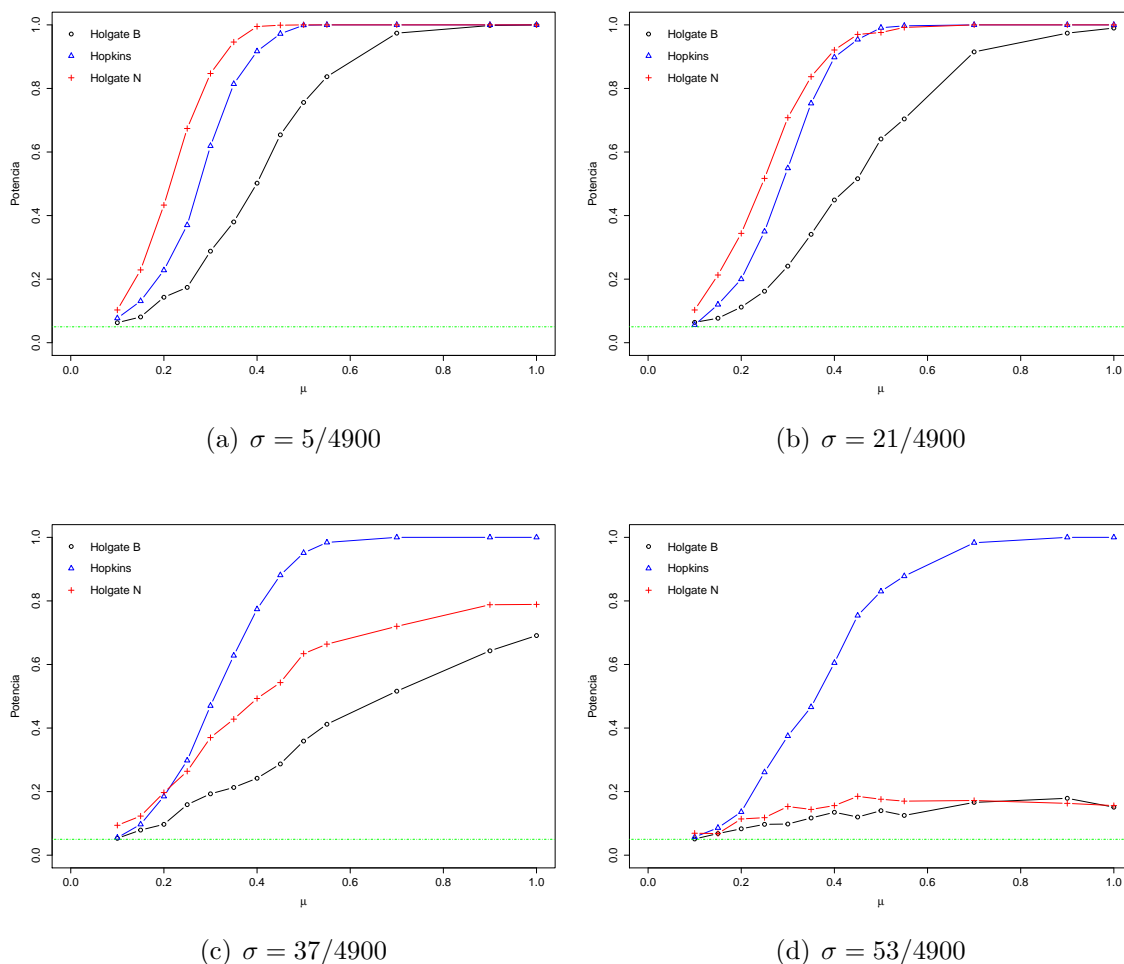 Holgate B
Hopkins
Holgate N
Potencia
0.0 0.2 0.4 0.6 0.8 1.0
0.0 0.2 0.4 0.6 0.8 1.0
μ
(a) σ = 5/4900
Holgate B
Hopkins
Holgate N
Potencia
0.0 0.2 0.4 0.6 0.8 1.0
0.0 0.2 0.4 0.6 0.8 1.0
μ
(b) σ = 21/4900
Holgate B
Hopkins
Holgate N
Potencia
0.0 0.2 0.4 0.6 0.8 1.0
0.0 0.2 0.4 0.6 0.8 1.0
μ
(c) σ = 37/4900
Holgate B
Hopkins
Holgate N
Potencia
0.0 0.2 0.4 0.6 0.8 1.0
0.0 0.2 0.4 0.6 0.8 1.0
μ
(d) σ = 53/4900